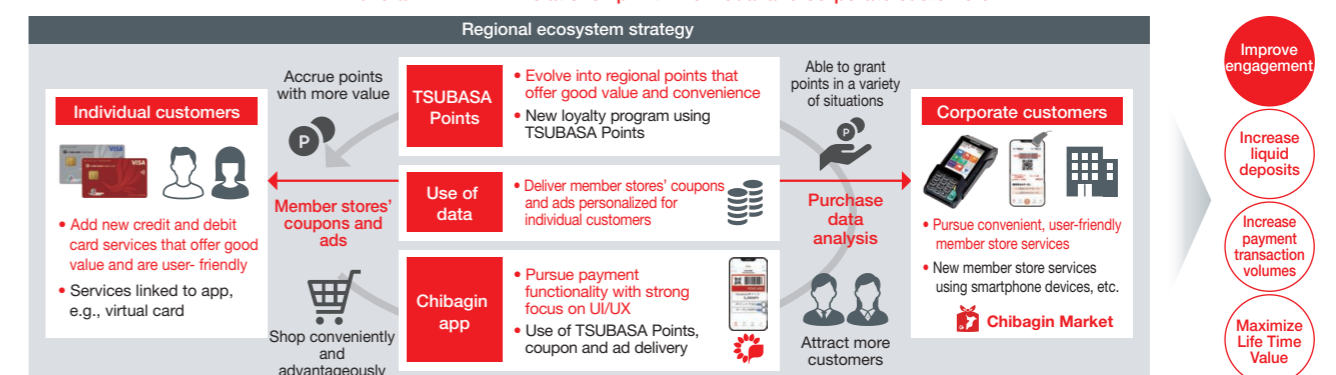 Regional ecosystem strategy
Individual customers
• Add new credit and debit
card services that offer good
value and are user- friendly
• Services linked to app,
e.g., virtual card
Accrue points
with more value
P
Member stores'
coupons and
ads
Shop conveniently
and
advantageously
TSUBASA
Points
• Evolve into regional points that
offer good value and convenience
• New loyalty program using
TSUBASA Points
Use of
data
• Deliver member stores' coupons
and ads personalized for
individual customers
Chibagin
app
• Pursue payment
functionality with strong
focus on UI/UX
• Use of TSUBASA Points,
coupon and ad delivery
Able to grant
points in a variety
of situations
P
Purchase
data
analysis
Attract more
customers
Corporate customers
• Pursue convenient, user-friendly
member store services
• New member store services
using smartphone devices, etc.
Chibagin Market
Improve
engagement
Increase
liquid
deposits
Increase
payment
transaction
volumes
Maximize
Life Time
Value
VISA
VISA